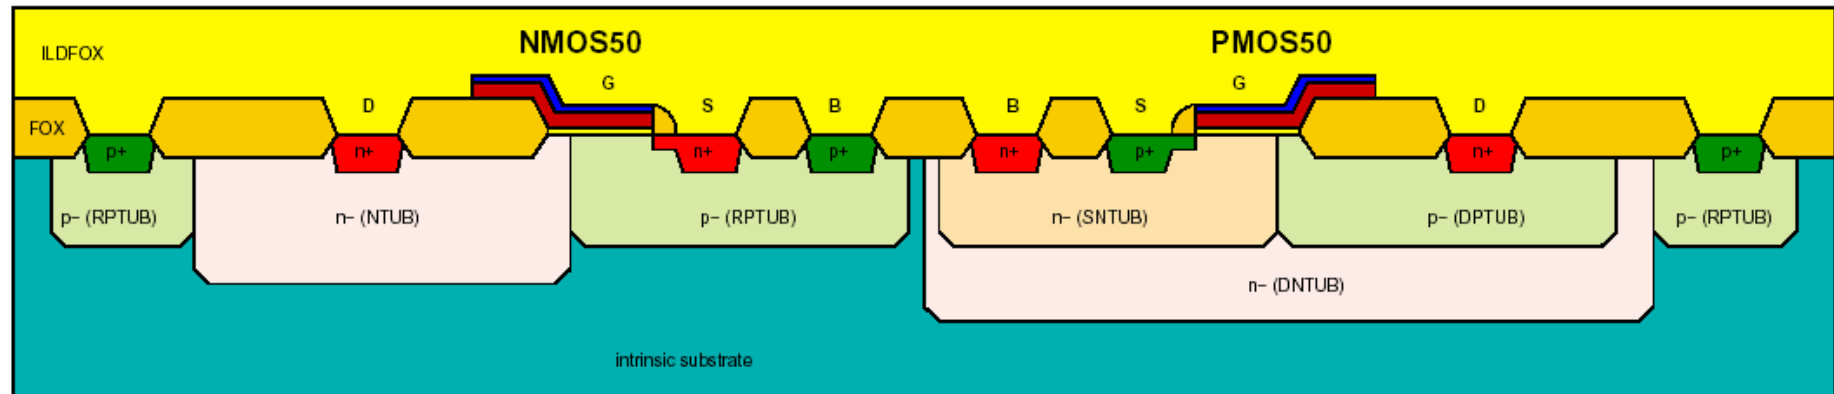 NMOS50 PMOS50
ILDFOX
G G
D S B B S D
FOX
p+ n+ n+ p+ n+ p+ n+ p+
p− (RPTUB) n− (NTUB) p− (RPTUB) n− (SNTUB) p− (DPTUB) p− (RPTUB)
n− (DNTUB)
intrinsic substrate